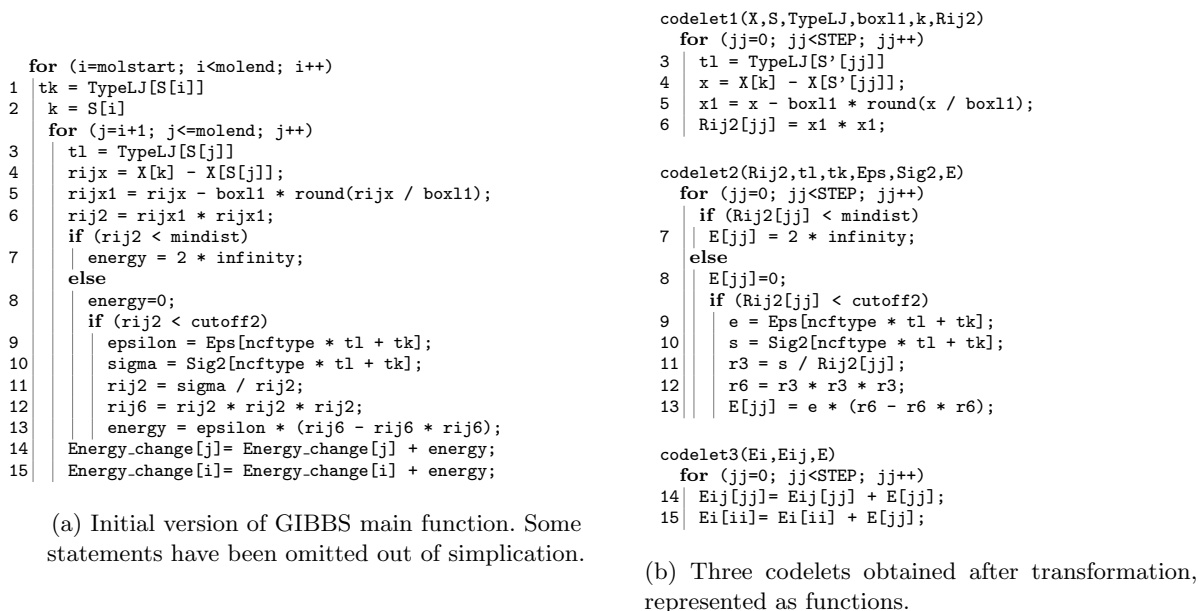 for (i=molstart; i<molend; i++)
1 tk = TypeLJ[S[i]]
2 k = S[i]
for (j=i+1; j<=molend; j++)
3 tl = TypeLJ[S[j]]
4 rijx = X[k] - X[S[j]];
5 rijx1 = rijx - boxl1 * round(rijx / boxl1);
6 rij2 = rijx1 * rijx1;
if (rij2 < mindist)
7 energy = 2 * infinity;
else
8 energy=0;
if (rij2 < cutoff2)
9 epsilon = Eps[ncftype * tl + tk];
10 sigma = Sig2[ncftype * tl + tk];
11 rij2 = sigma / rij2;
12 rij6 = rij2 * rij2 * rij2;
13 energy = epsilon * (rij6 - rij6 * rij6);
14 Energy_change[j]= Energy_change[j] + energy;
15 Energy_change[i]= Energy_change[i] + energy;
(a) Initial version of GIBBS main function. Some
statements have been omitted out of simplication.
codelet1(X,S,TypeLJ,boxl1,k,Rij2)
for (jj=0; jj<STEP; jj++)
3 tl = TypeLJ[S'[jj]]
4 x = X[k] - X[S'[jj]];
5 x1 = x - boxl1 * round(x / boxl1);
6 Rij2[jj] = x1 * x1;
codelet2(Rij2,tl,tk,Eps,Sig2,E)
for (jj=0; jj<STEP; jj++)
if (Rij2[jj] < mindist)
7 E[jj] = 2 * infinity;
else
8 E[jj]=0;
if (Rij2[jj] < cutoff2)
9 e = Eps[ncftype * tl + tk];
10 s = Sig2[ncftype * tl + tk];
11 r3 = s / Rij2[jj];
12 r6 = r3 * r3 * r3;
13 E[jj] = e * (r6 - r6 * r6);
codelet3(Ei,Eij,E)
for (jj=0; jj<STEP; jj++)
14 Eij[jj]= Eij[jj] + E[jj];
15 Ei[ii]= Ei[ii] + E[jj];
(b) Three codelets obtained after transformation,
represented as functions.